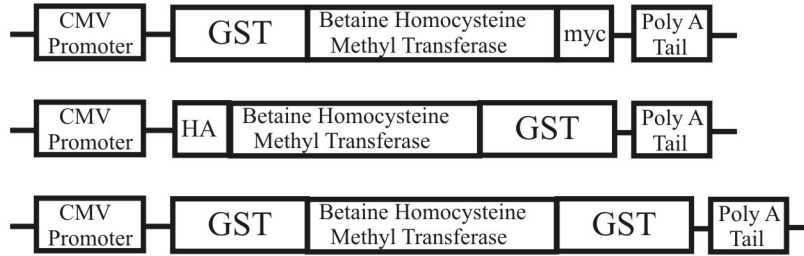 CMV
Promoter
GST
Betaine Homocysteine
Methyl Transferase
myc
Poly A
Tail
CMV
Promoter
HA
Betaine Homocysteine
Methyl Transferase
GST
Poly A
Tail
CMV
Promoter
GST
Betaine Homocysteine
Methyl Transferase
GST
Poly A
Tail